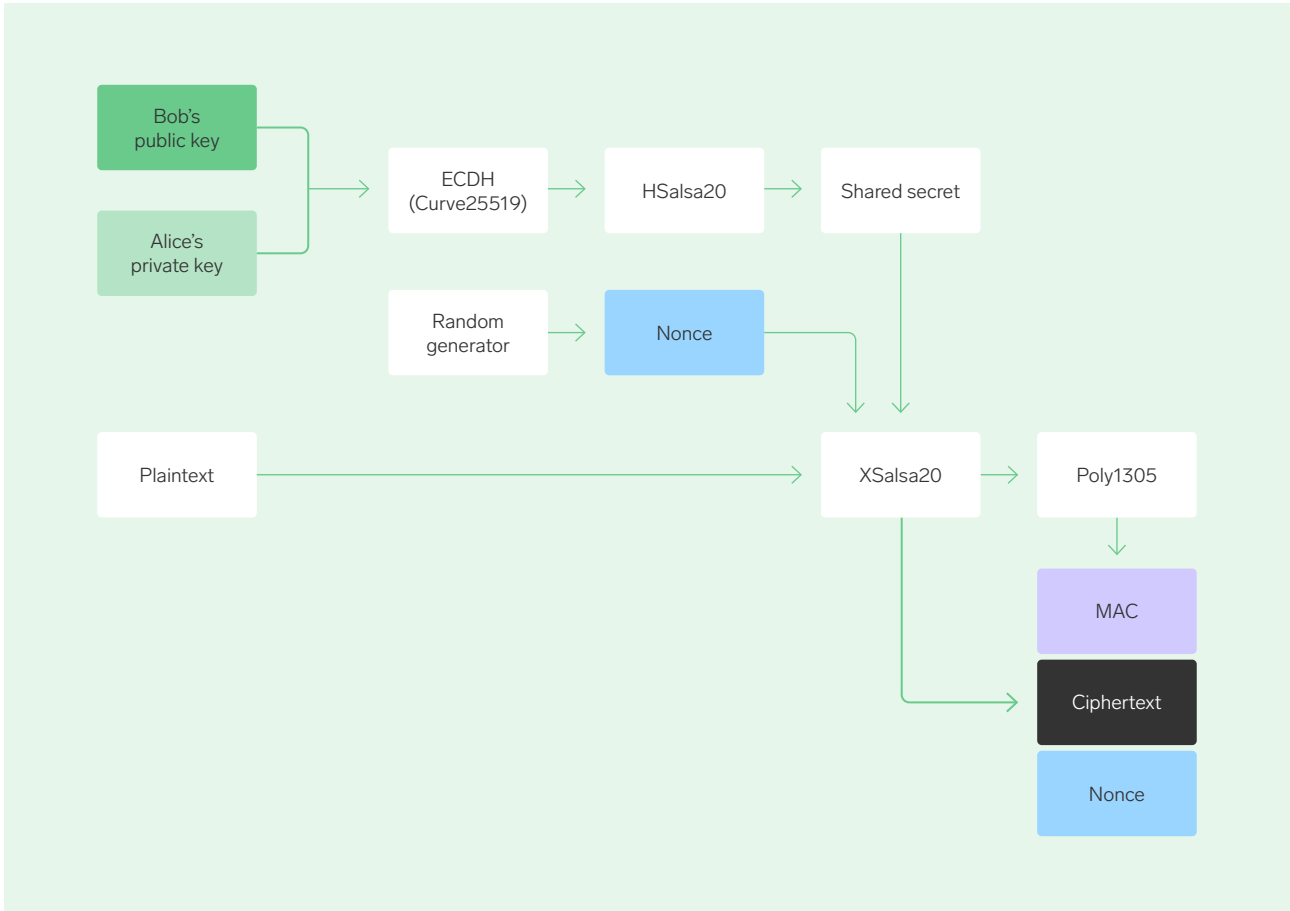 Bob’s
public key
Alice’s
private key
ECDH
(Curve25519)
HSalsa20
Shared secret
Random
generator
Nonce
Plaintext
XSalsa20
Poly1305
MAC
Ciphertext
Nonce